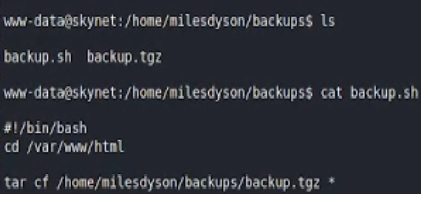 www-data@skynet:/home/milesdyson/backups$ ls
backup.sh  backup.tgz
www-data@skynet:/home/milesdyson/backups$ cat backup.sh
#!/bin/bash
cd /var/www/html
tar cf /home/milesdyson/backups/backup.tgz *